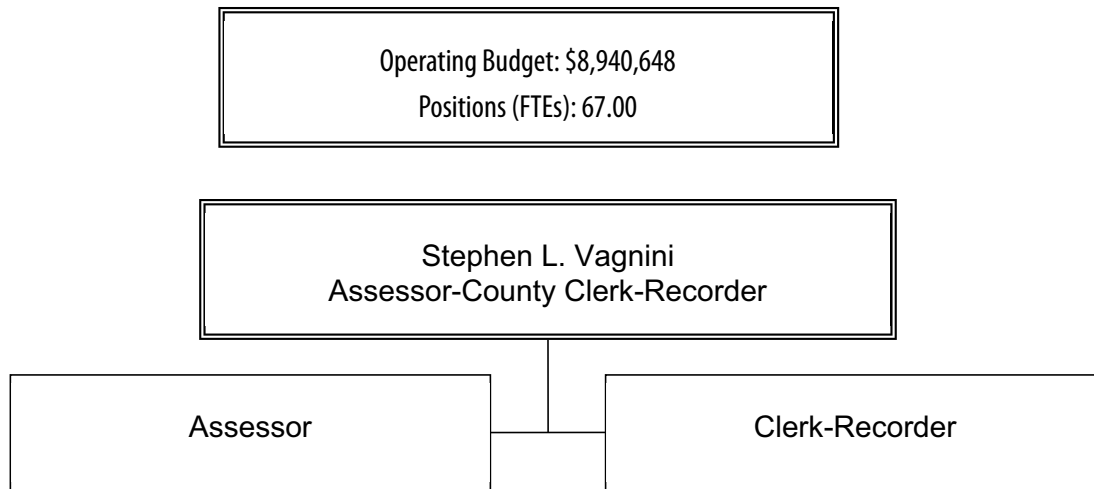 Operating Budget: $8,940,648
Positions (FTEs): 67.00
Stephen L. Vagnini
Assessor-County Clerk-Recorder
Assessor
Clerk-Recorder